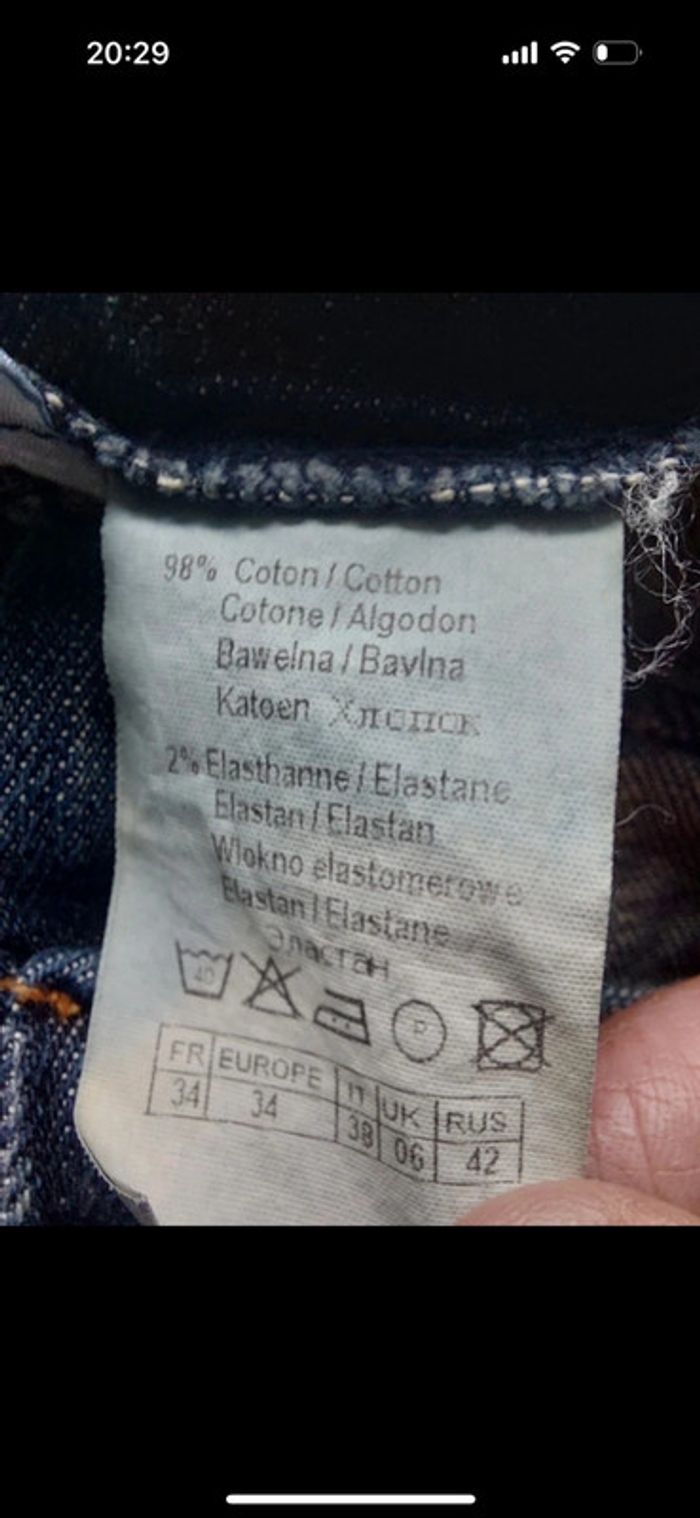 20:29
98% Coton / Cotton
Cotone / Algodon
Bawelna / Bavlna
Katoen Хлопок
2% Elasthanne / Elastane
Elastan / Elastan
Wlokno elastomerowe
Elastan / Elastane
Эластан
40 P
FR EUROPE IT UK RUS
34 34 38 06 42